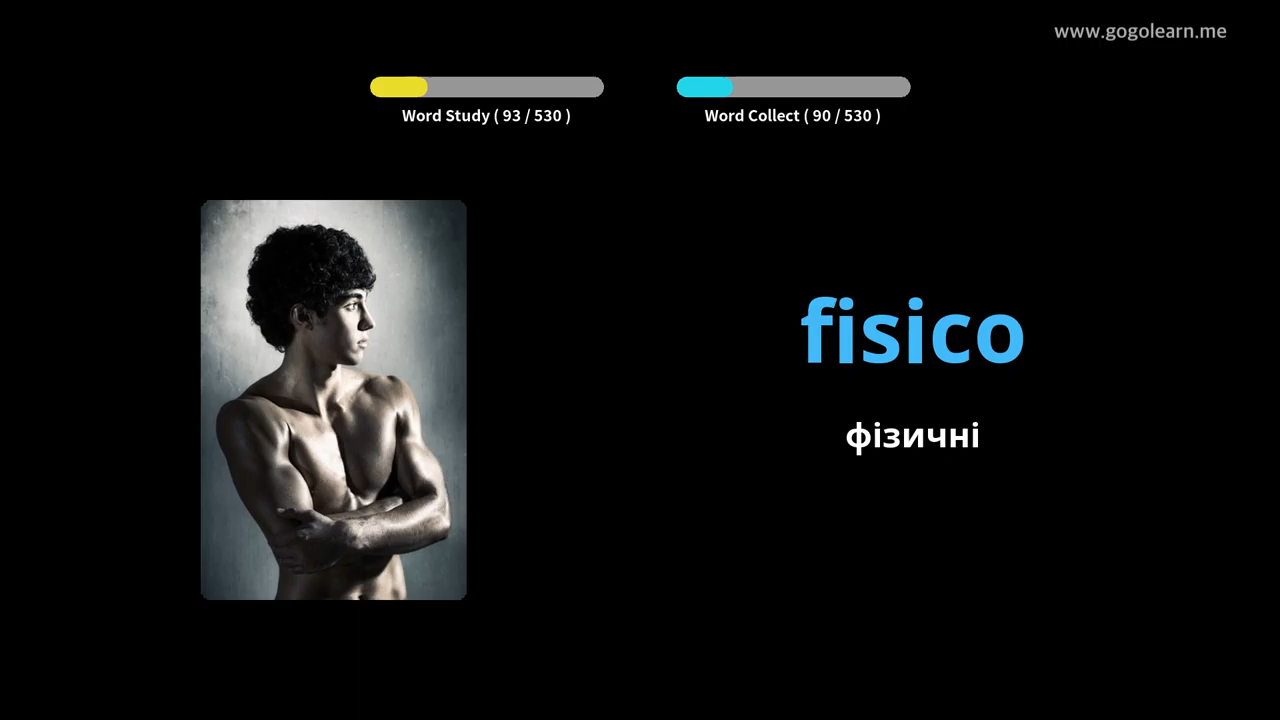 www.gogolearn.me
Word Study ( 93 / 530 )
Word Collect ( 90 / 530 )
fisico
фізичні